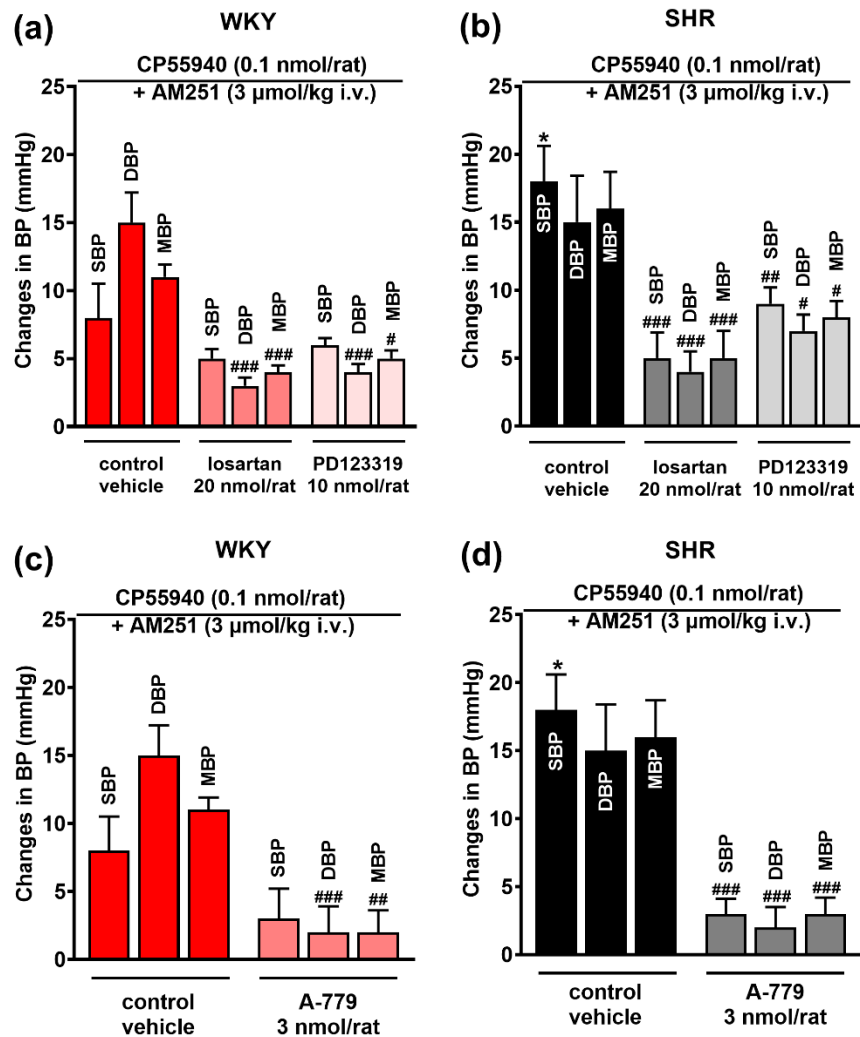 (a)
WKY
CP55940 (0.1 nmol/rat)
+ AM251 (3 µmol/kg i.v.)
Changes in BP (mmHg)
25
20
15
10
5
0
SBP
DBP
MBP
SBP
DBP
###
MBP
###
SBP
DBP
###
MBP
#
control
vehicle
losartan
20 nmol/rat
PD123319
10 nmol/rat
(b)
SHR
CP55940 (0.1 nmol/rat)
+ AM251 (3 µmol/kg i.v.)
Changes in BP (mmHg)
25
20
15
10
5
0
*
SBP
DBP
MBP
SBP
###
DBP
###
MBP
###
SBP
##
DBP
#
MBP
#
control
vehicle
losartan
20 nmol/rat
PD123319
10 nmol/rat
(c)
WKY
CP55940 (0.1 nmol/rat)
+ AM251 (3 µmol/kg i.v.)
Changes in BP (mmHg)
25
20
15
10
5
0
SBP
DBP
MBP
SBP
DBP
###
MBP
##
control
vehicle
A-779
3 nmol/rat
(d)
SHR
CP55940 (0.1 nmol/rat)
+ AM251 (3 µmol/kg i.v.)
Changes in BP (mmHg)
25
20
15
10
5
0
*
SBP
DBP
MBP
SBP
###
DBP
###
MBP
###
control
vehicle
A-779
3 nmol/rat